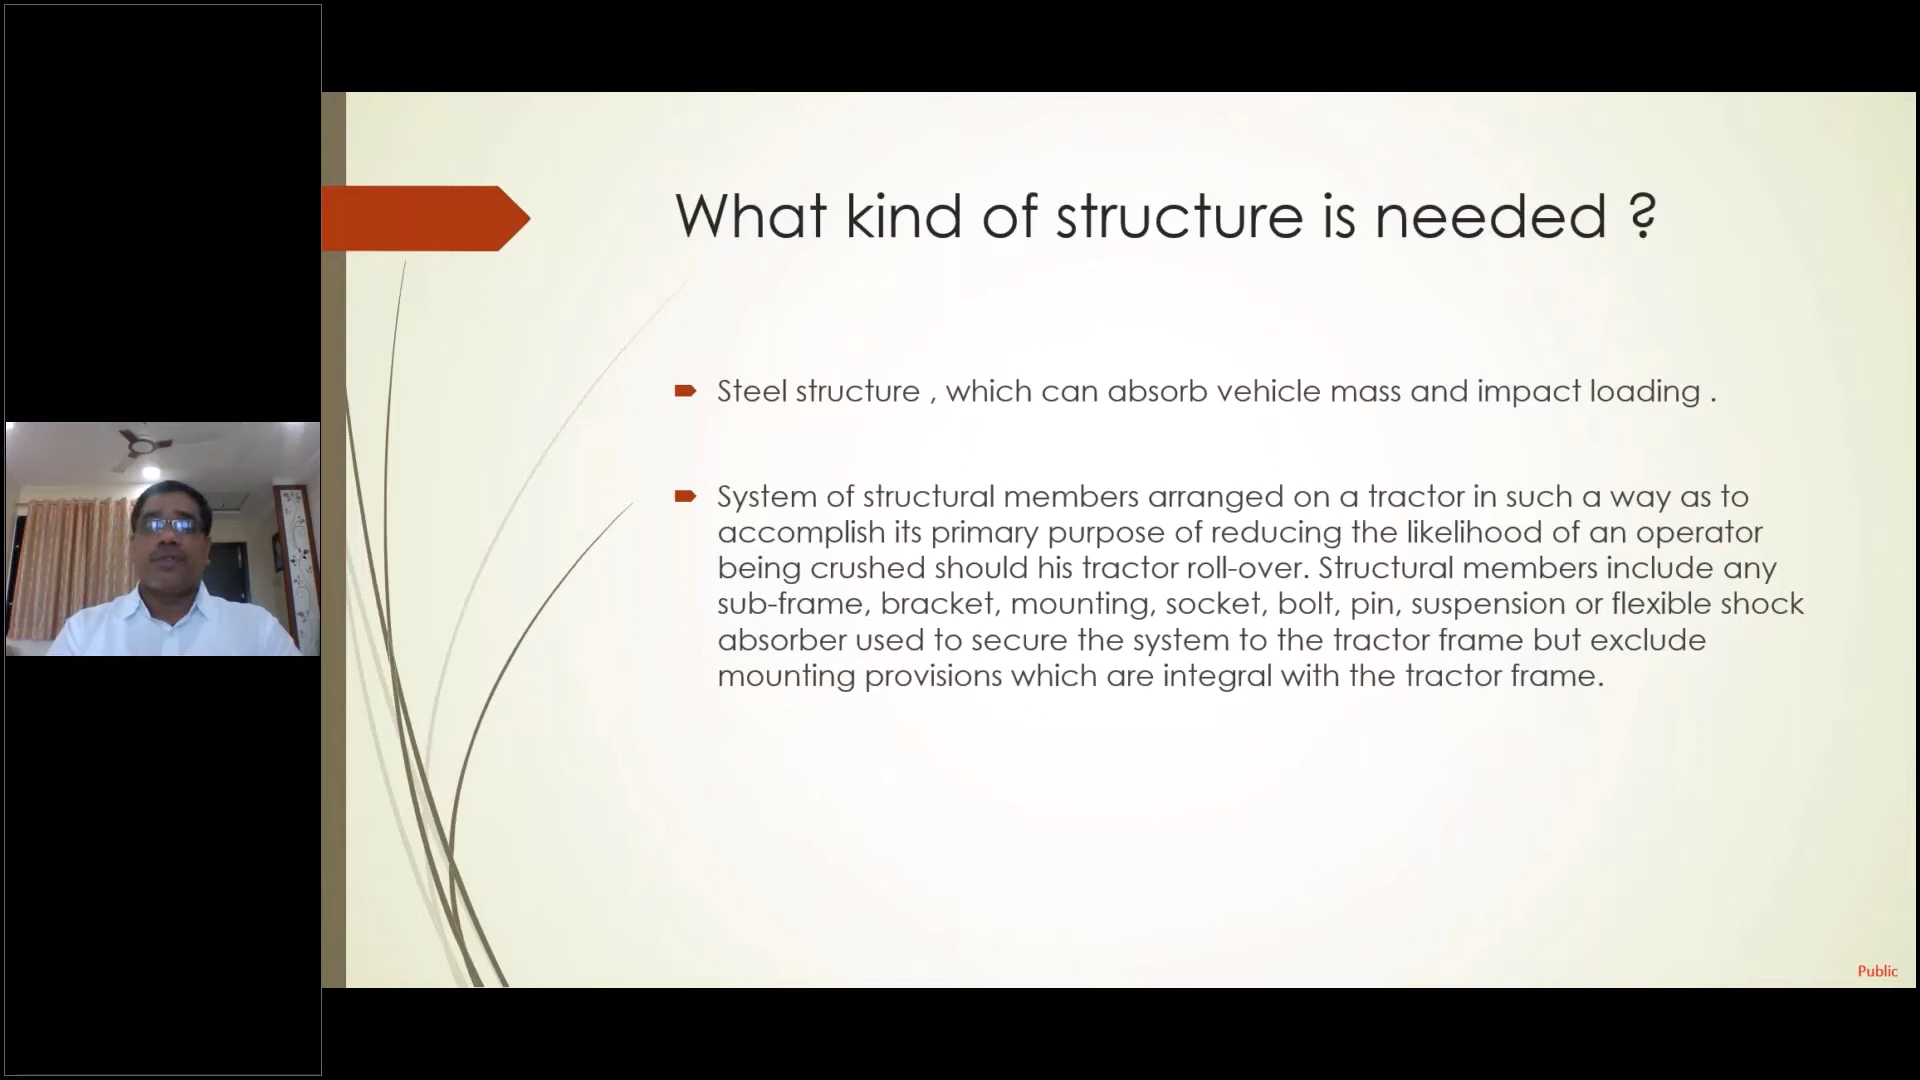 What kind of structure is needed ?
Steel structure , which can absorb vehicle mass and impact loading .
System of structural members arranged on a tractor in such a way as to
accomplish its primary purpose of reducing the likelihood of an operator
being crushed should his tractor roll-over. Structural members include any
sub-frame, bracket, mounting, socket, bolt, pin, suspension or flexible shock
absorber used to secure the system to the tractor frame but exclude
mounting provisions which are integral with the tractor frame.
Public